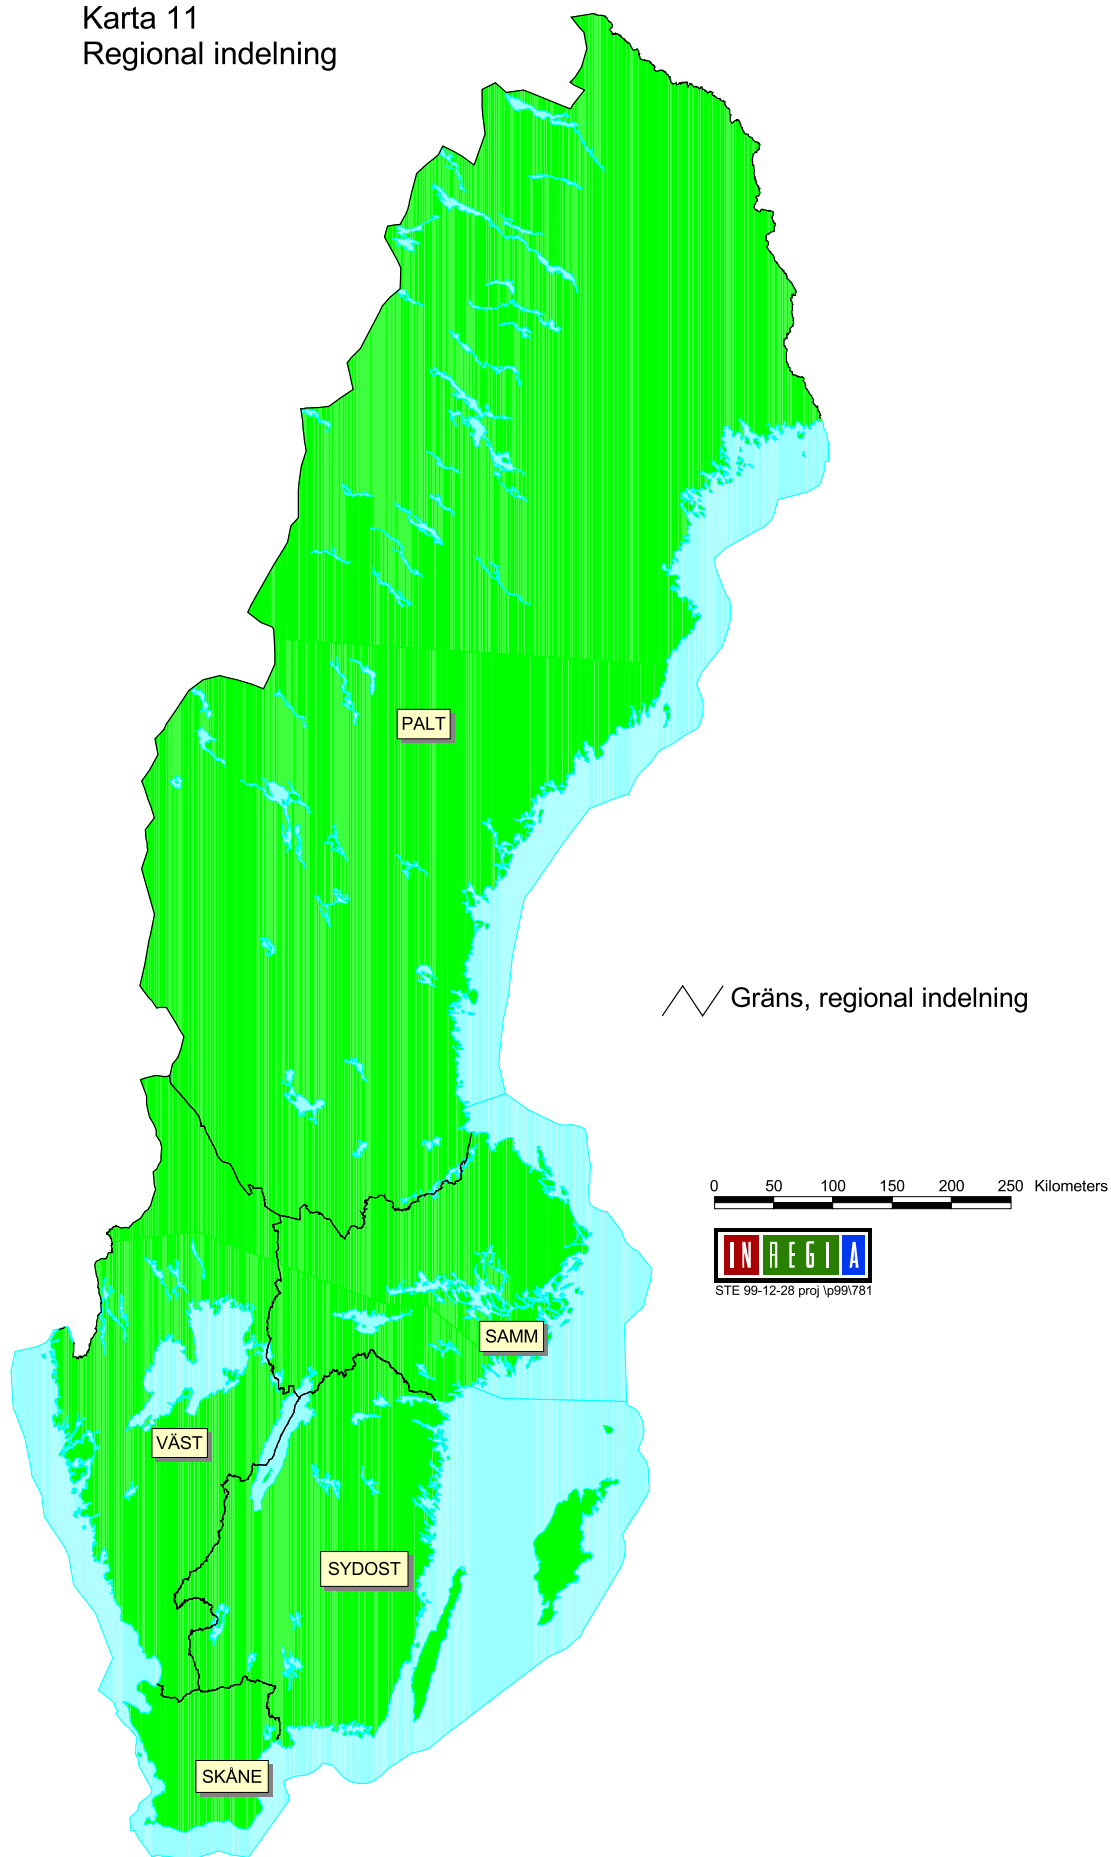 Karta 11
Regional indelning
PALT
Gräns, regional indelning
0 50 100 150 200 250 Kilometers
INREGIA
STE 99-12-28 proj \p99\781
SAMM
VÄST
SYDOST
SKÅNE